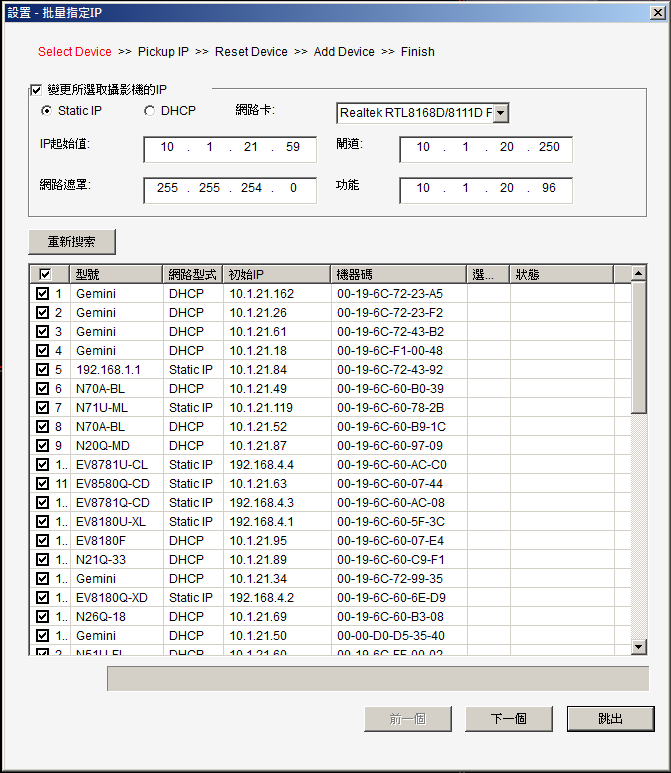 設置 - 批量指定IP
Select Device >> Pickup IP >> Reset Device >> Add Device >> Finish
變更所選取攝影機的IP
Static IP DHCP 網路卡: Realtek RTL8168D/8111D F
IP起始值: 10 . 1 . 21 . 59 閘道: 10 . 1 . 20 . 250
網路遮罩: 255 . 255 . 254 . 0 功能 10 . 1 . 20 . 96
重新搜索
型號 網路型式 初始IP 機器碼 選... 狀態
1 Gemini DHCP 10.1.21.162 00-19-6C-72-23-A5
2 Gemini DHCP 10.1.21.26 00-19-6C-72-23-F2
3 Gemini DHCP 10.1.21.61 00-19-6C-72-43-B2
4 Gemini DHCP 10.1.21.18 00-19-6C-F1-00-48
5 192.168.1.1 Static IP 10.1.21.84 00-19-6C-72-43-92
6 N70A-BL DHCP 10.1.21.49 00-19-6C-60-B0-39
7 N71U-ML Static IP 10.1.21.119 00-19-6C-60-78-2B
8 N70A-BL DHCP 10.1.21.52 00-19-6C-60-B9-1C
9 N20Q-MD DHCP 10.1.21.87 00-19-6C-60-97-09
1.. EV8781U-CL Static IP 192.168.4.4 00-19-6C-60-AC-C0
11 EV8580Q-CD Static IP 10.1.21.63 00-19-6C-60-07-44
1.. EV8781Q-CD Static IP 192.168.4.3 00-19-6C-60-AC-08
1.. EV8180U-XL Static IP 192.168.4.1 00-19-6C-60-5F-3C
1.. EV8180F DHCP 10.1.21.95 00-19-6C-60-07-E4
1.. N21Q-33 DHCP 10.1.21.89 00-19-6C-60-C9-F1
1.. Gemini DHCP 10.1.21.34 00-19-6C-72-99-35
1.. EV8180Q-XD Static IP 192.168.4.2 00-19-6C-60-6E-D9
1.. N26Q-18 DHCP 10.1.21.69 00-19-6C-60-B3-08
1.. Gemini DHCP 10.1.21.50 00-00-D0-D5-35-40
2.. N51U-FL DHCP 10.1.21.60 00-19-6C-FF-00-02
前一個 下一個 跳出